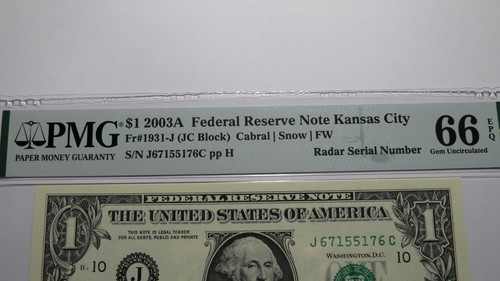 PMG
PAPER MONEY GUARANTY
$1 2003A Federal Reserve Note Kansas City
Fr#1931-J (JC Block) Cabral | Snow | FW
S/N J67155176C pp H
Radar Serial Number
66 EPQ
Gem Uncirculated
FEDERAL RESERVE NOTE
THE UNITED STATES OF AMERICA
THIS NOTE IS LEGAL TENDER
FOR ALL DEBTS, PUBLIC AND PRIVATE
1
1
J 67155176 C
WASHINGTON, D.C.
10
10
J